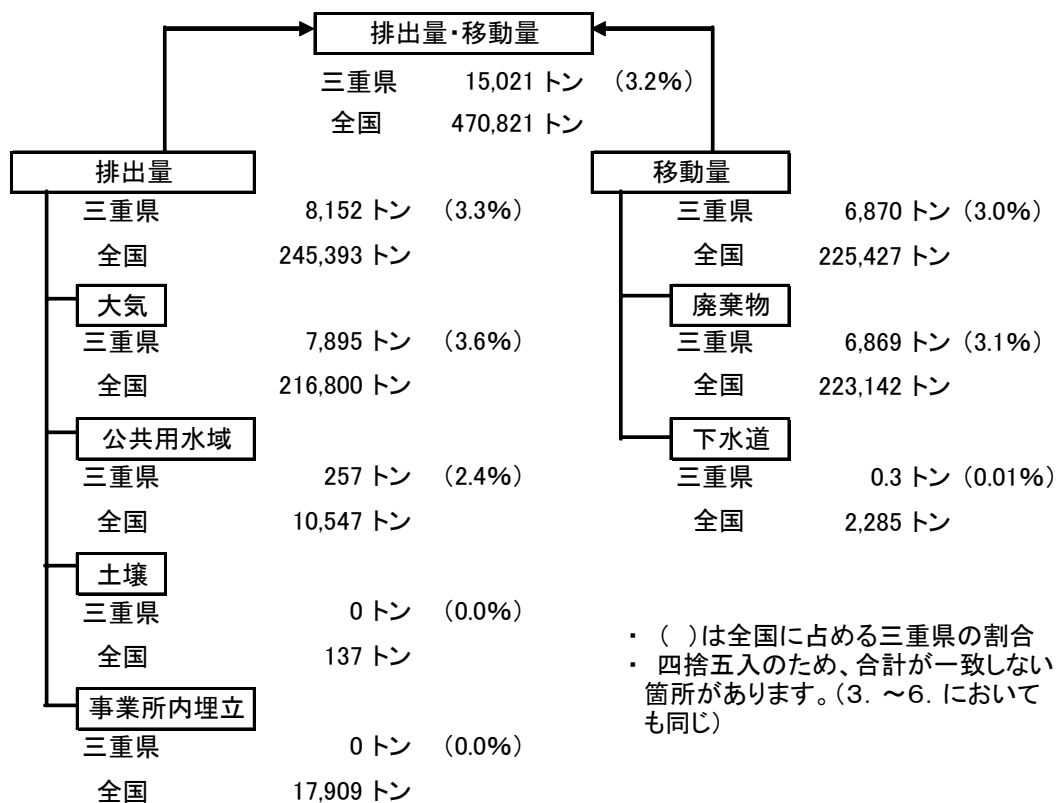 排出量・移動量
三重県 15,021 トン (3.2%)
全国 470,821 トン
排出量
三重県 8,152 トン (3.3%)
全国 245,393 トン
大気
三重県 7,895 トン (3.6%)
全国 216,800 トン
公共用水域
三重県 257 トン (2.4%)
全国 10,547 トン
土壌
三重県 0 トン (0.0%)
全国 137 トン
事業所内埋立
三重県 0 トン (0.0%)
全国 17,909 トン
移動量
三重県 6,870 トン (3.0%)
全国 225,427 トン
廃棄物
三重県 6,869 トン (3.1%)
全国 223,142 トン
下水道
三重県 0.3 トン (0.01%)
全国 2,285 トン
・ ( )は全国に占める三重県の割合
・ 四捨五入のため、合計が一致しない
箇所があります。(3. ~6. において
も同じ)